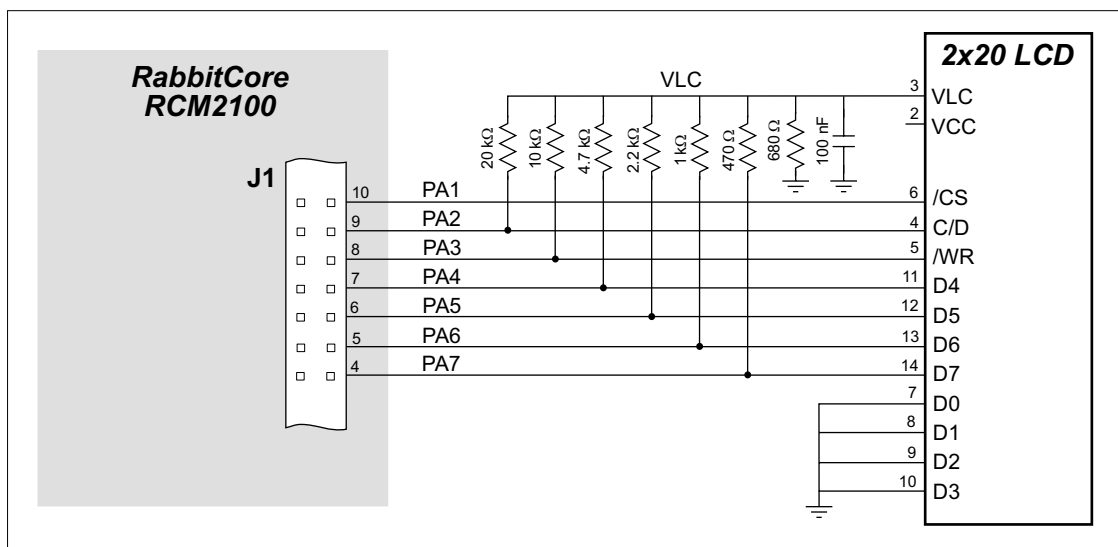 RabbitCore
RCM2100
J1
10
9
8
7
6
5
4
PA1
PA2
PA3
PA4
PA5
PA6
PA7
VLC
20 kΩ
10 kΩ
4.7 kΩ
2.2 kΩ
1 kΩ
470 Ω
680 Ω
100 nF
2x20 LCD
3 VLC
2 VCC
6 /CS
4 C/D
5 /WR
11 D4
12 D5
13 D6
14 D7
7 D0
8 D1
9 D2
10 D3